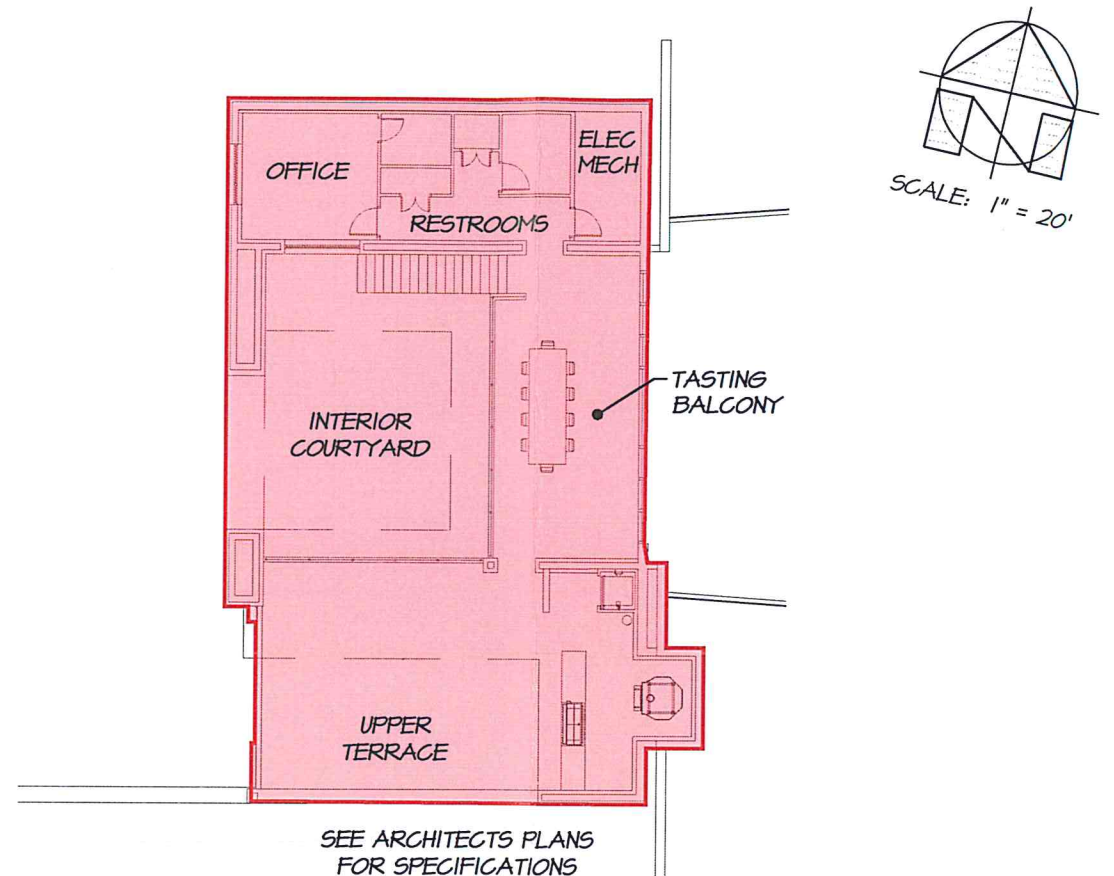 SCALE: 1" = 20'
OFFICE
ELEC
MECH
RESTROOMS
TASTING
BALCONY
INTERIOR
COURTYARD
UPPER
TERRACE
SEE ARCHITECTS PLANS
FOR SPECIFICATIONS